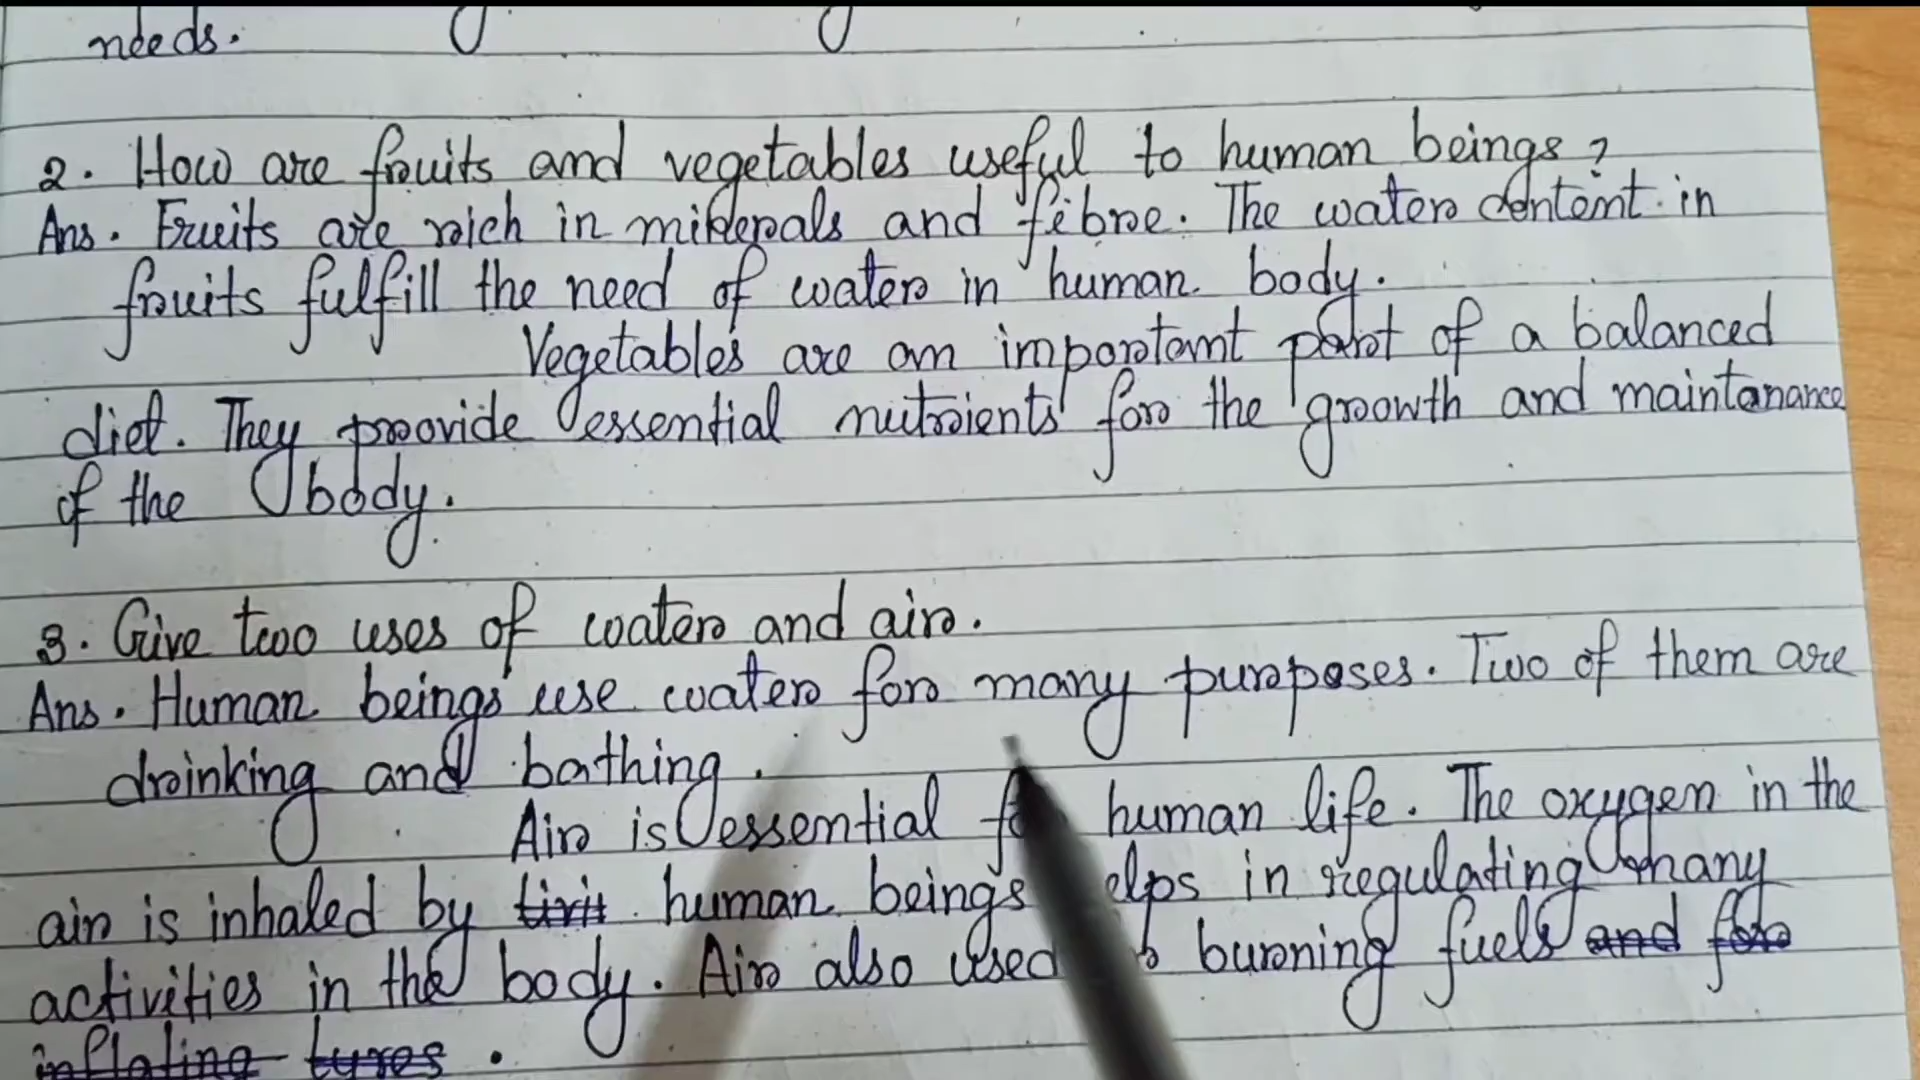 needs.
2. How are fruits and vegetables useful to human beings?
Ans. Fruits are rich in minerals and fibre. The water content in
fruits fulfill the need of water in human body.
Vegetables are an important part of a balanced
diet. They provide essential nutrients for the growth and maintanance
of the body.
3. Give two uses of water and air.
Ans. Human beings use water for many purposes. Two of them are
drinking and bathing.
Air is essential for human life. The oxygen in the
air is inhaled by human beings elps in regulating many
activities in the body. Air also used burning fuels and for
inflating tyres.